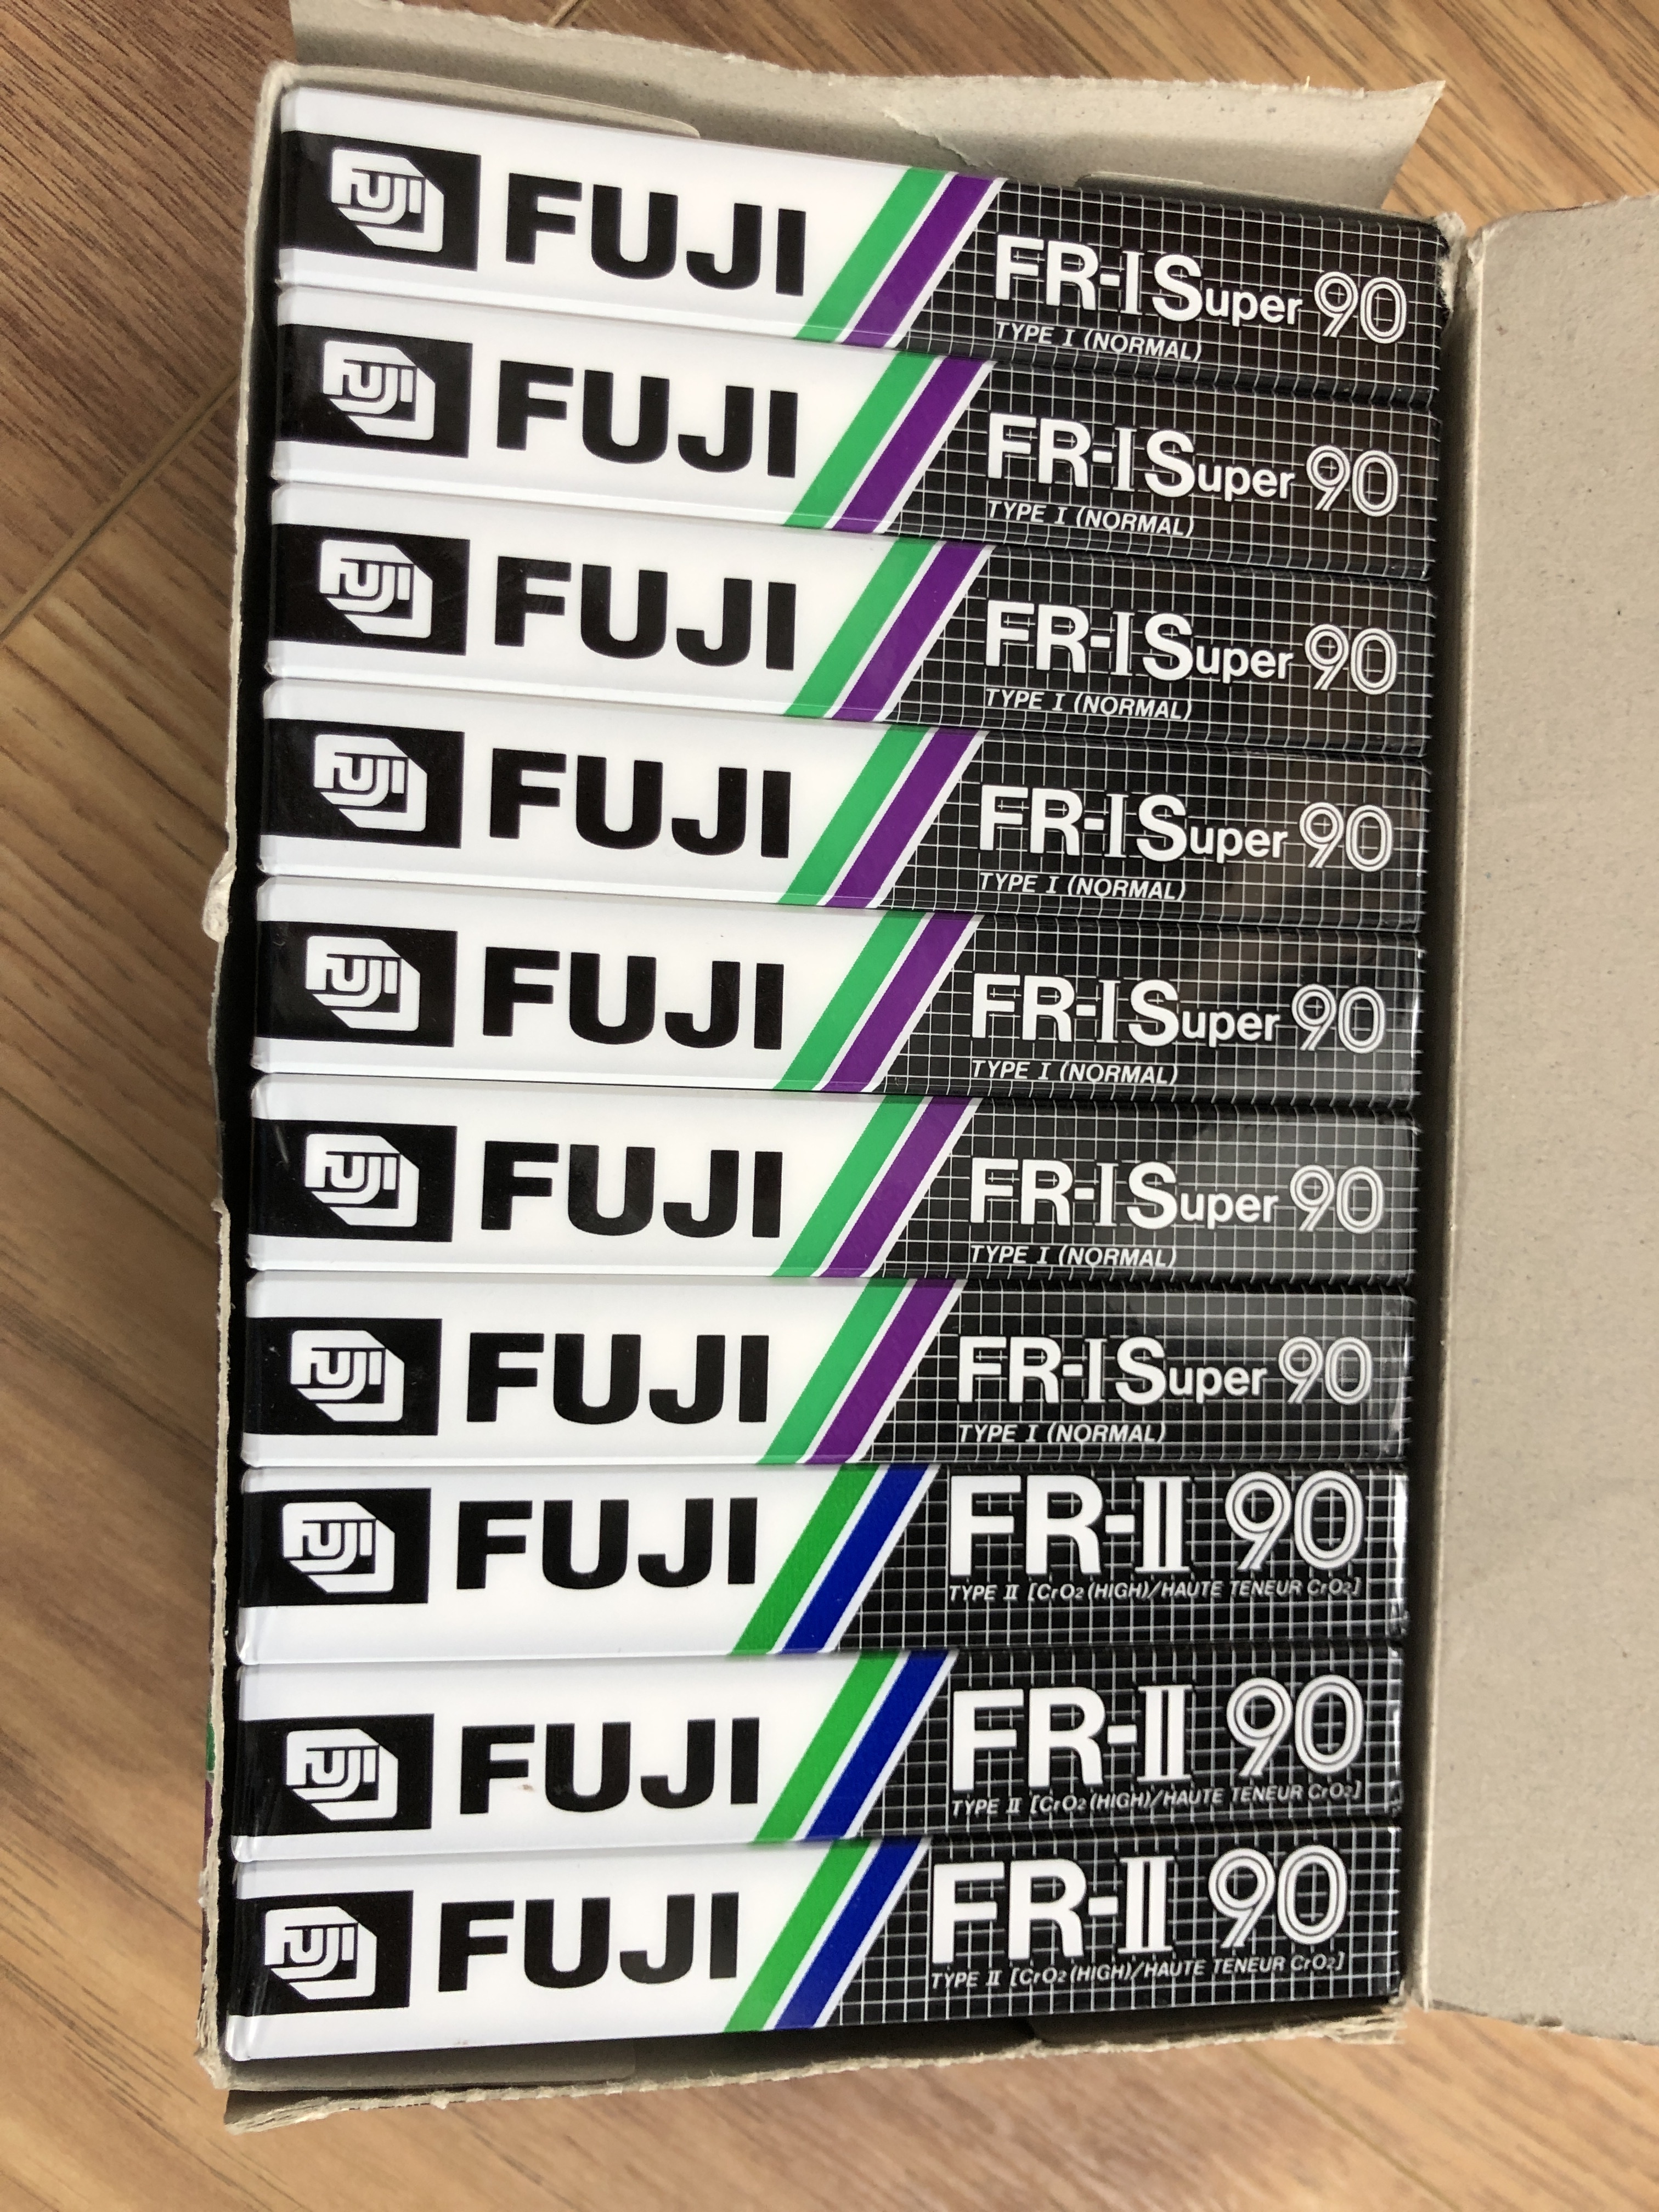 FUJI FUJI FR-I Super 90
TYPE I (NORMAL)
FUJI FUJI FR-I Super 90
TYPE I (NORMAL)
FUJI FUJI FR-I Super 90
TYPE I (NORMAL)
FUJI FUJI FR-I Super 90
TYPE I (NORMAL)
FUJI FUJI FR-I Super 90
TYPE I (NORMAL)
FUJI FUJI FR-I Super 90
TYPE I (NORMAL)
FUJI FUJI FR-I Super 90
TYPE I (NORMAL)
FUJI FUJI FR-II 90
TYPE II [CrO2 (HIGH)/HAUTE TENEUR CrO2]
FUJI FUJI FR-II 90
TYPE II [CrO2 (HIGH)/HAUTE TENEUR CrO2]
FUJI FUJI FR-II 90
TYPE II [CrO2 (HIGH)/HAUTE TENEUR CrO2]